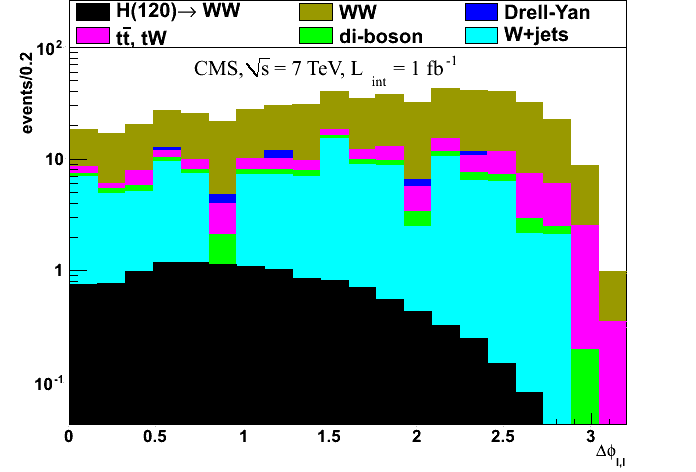 H(120)→ WW WW Drell-Yan
tt̄, tW di-boson W+jets
CMS, √s = 7 TeV, L int = 1 fb⁻¹
events/0.2
10²
10
1
10⁻¹
0 0.5 1 1.5 2 2.5 3
Δϕ l,l